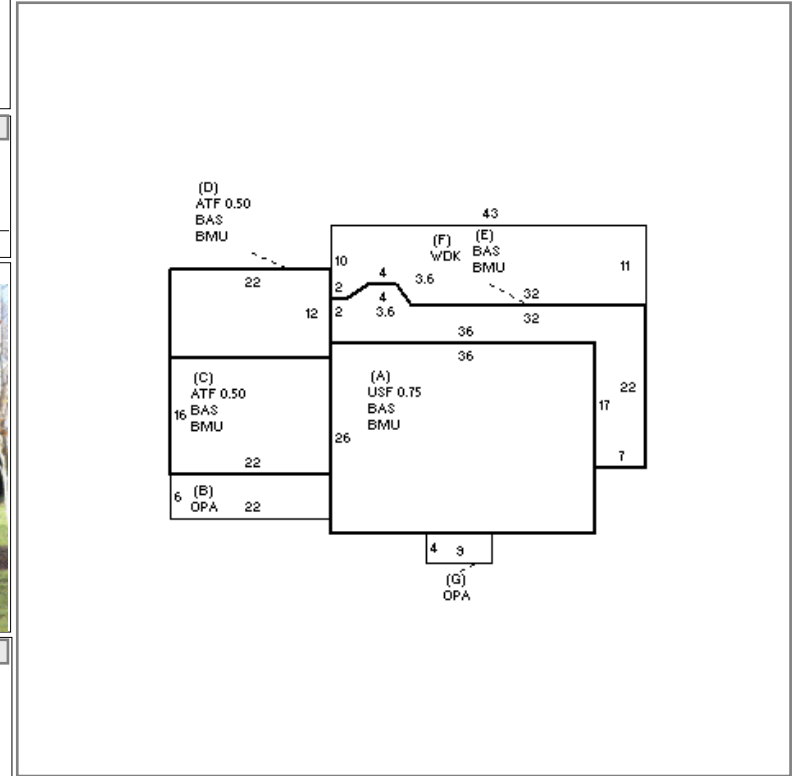 (D)
ATF 0.50
BAS
BMU
43
(F)
WDK
(E)
BAS
BMU
10
11
4
3.6
22
2
4
32
12
2
3.6
32
36
36
(C)
ATF 0.50
16 BAS
BMU
(A)
USF 0.75
BAS
BMU
22
17
26
22
7
6 (B)
OPA 22
4 9
(G)
OPA